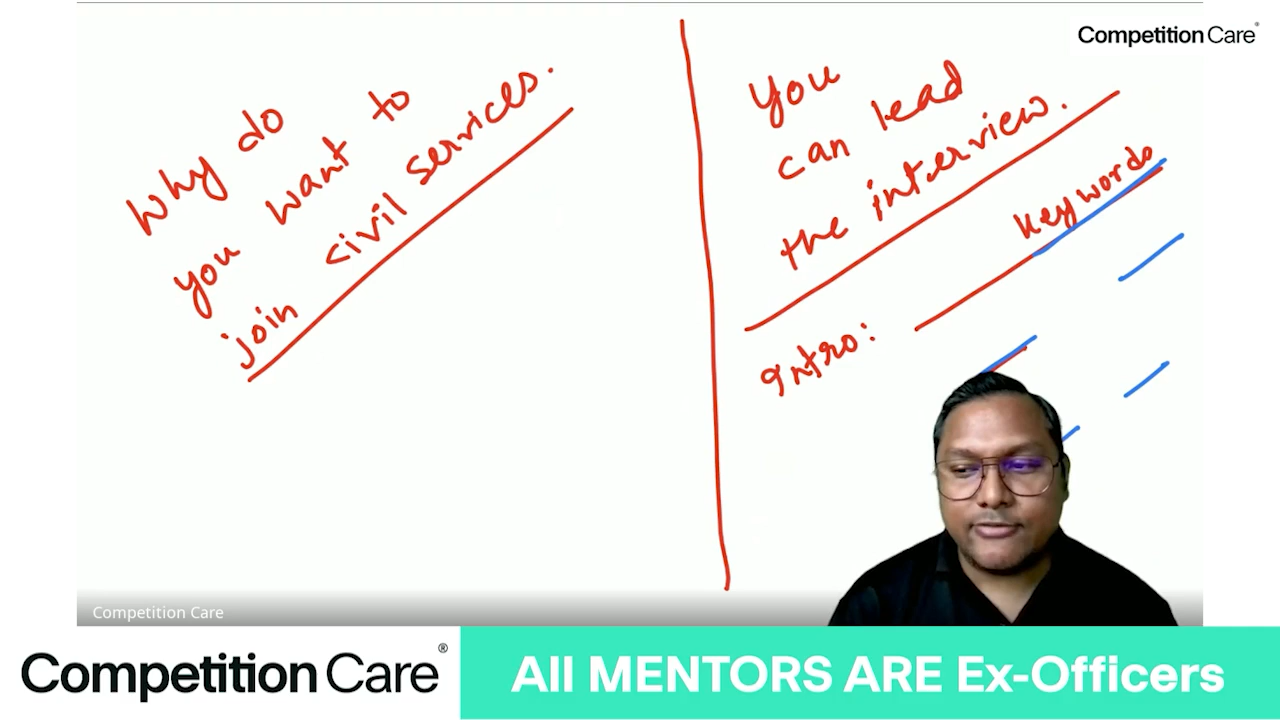 Competition Care®
Why do
you want to
join civil services.
You
can lead
the interview.
Keywords
Intro:
Competition Care
Competition Care®
All MENTORS ARE Ex-Officers